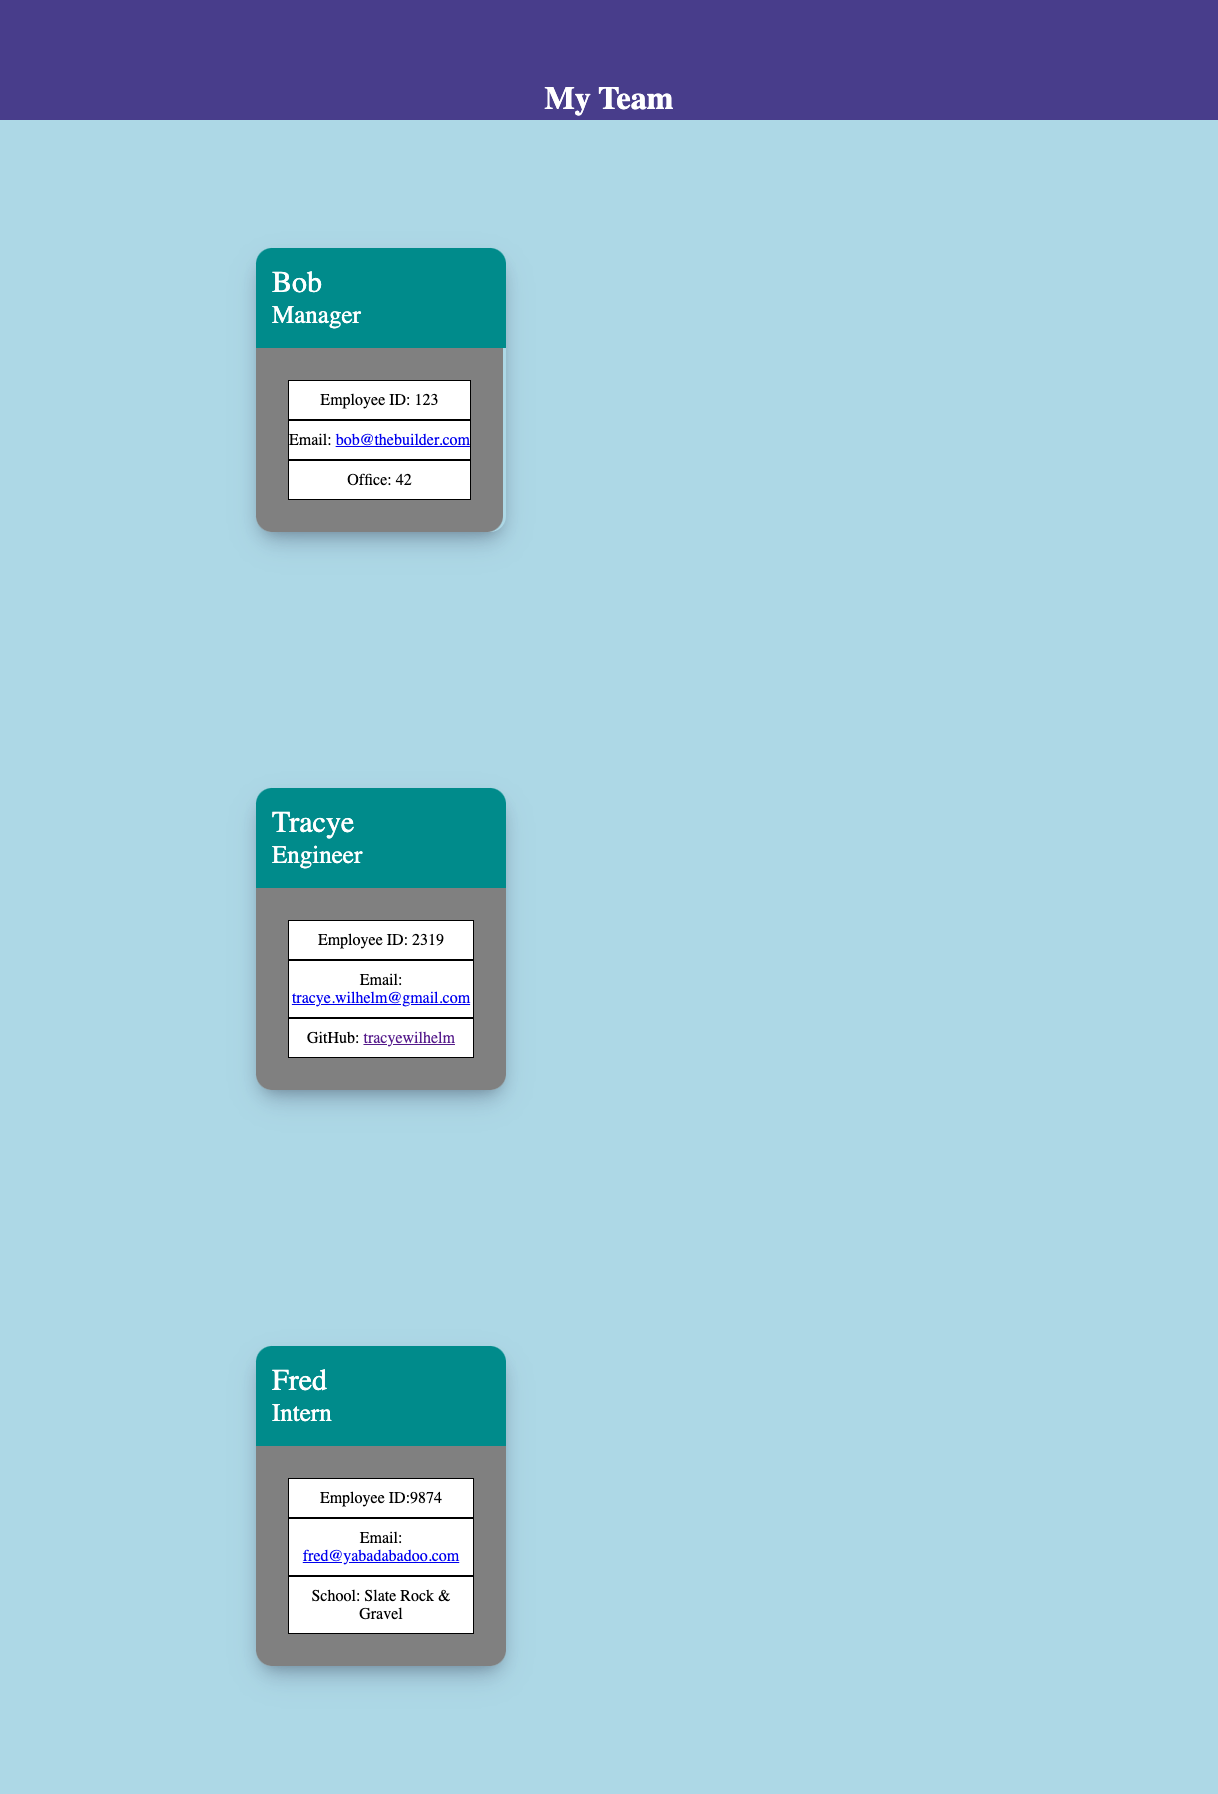 My Team
Bob
Manager
Employee ID: 123
Email: bob@thebuilder.com
Office: 42
Tracye
Engineer
Employee ID: 2319
Email:
tracye.wilhelm@gmail.com
GitHub: tracyewilhelm
Fred
Intern
Employee ID:9874
Email:
fred@yabadabadoo.com
School: Slate Rock &
Gravel